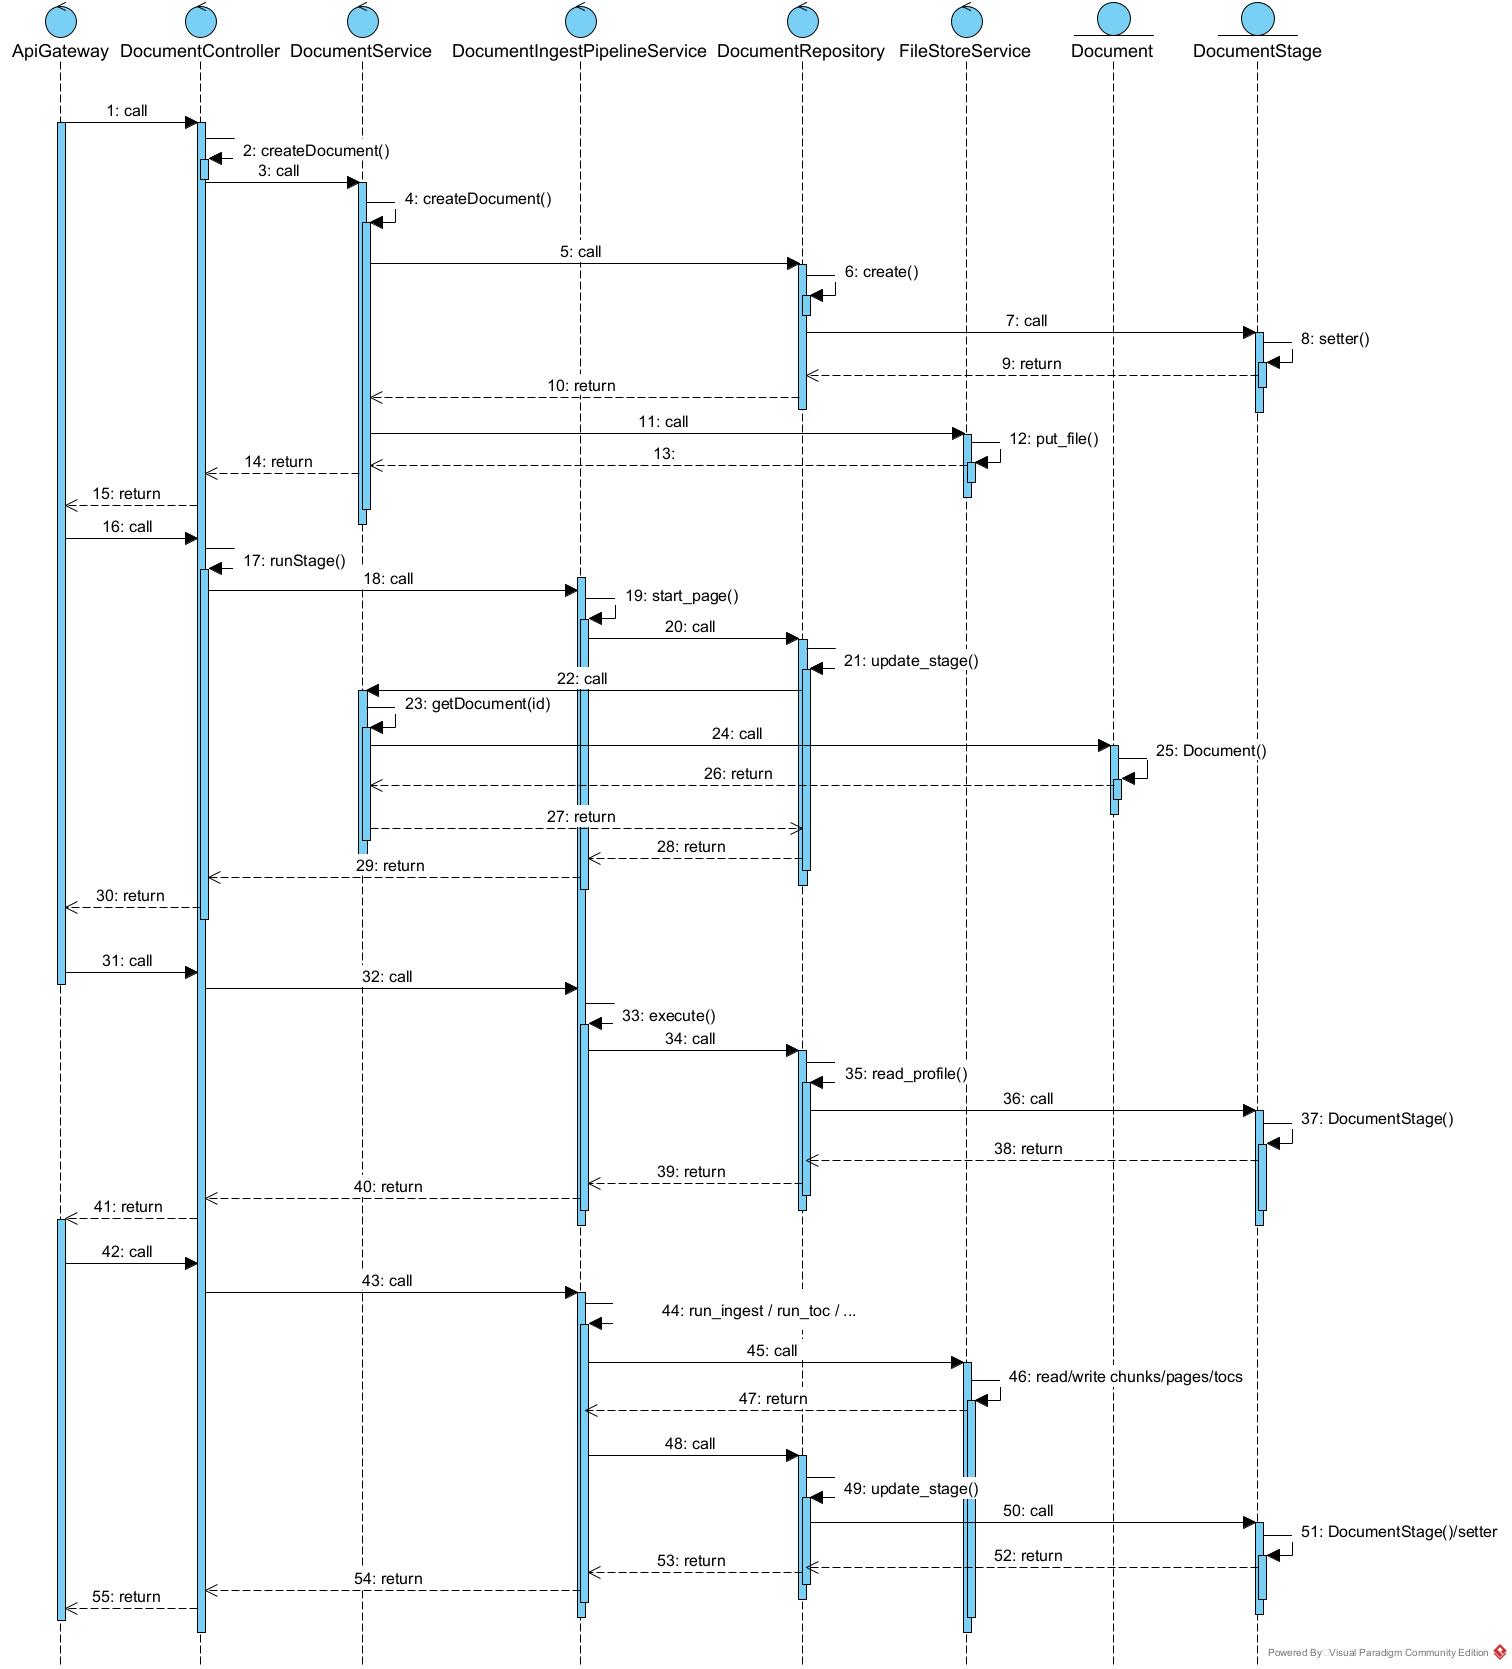 ApiGateway DocumentController DocumentService DocumentIngestPipelineService DocumentRepository FileStoreService Document DocumentStage
1: call
2: createDocument()
3: call
4: createDocument()
5: call
6: create()
7: call
8: setter()
9: return
10: return
11: call
12: put_file()
13:
14: return
15: return
16: call
17: runStage()
18: call
19: start_page()
20: call
21: update_stage()
22: call
23: getDocument(id)
24: call
25: Document()
26: return
27: return
28: return
29: return
30: return
31: call
32: call
33: execute()
34: call
35: read_profile()
36: call
37: DocumentStage()
38: return
39: return
40: return
41: return
42: call
43: call
44: run_ingest / run_toc / ...
45: call
46: read/write chunks/pages/tocs
47: return
48: call
49: update_stage()
50: call
51: DocumentStage()/setter
52: return
53: return
54: return
55: return
Powered By Visual Paradigm Community Edition